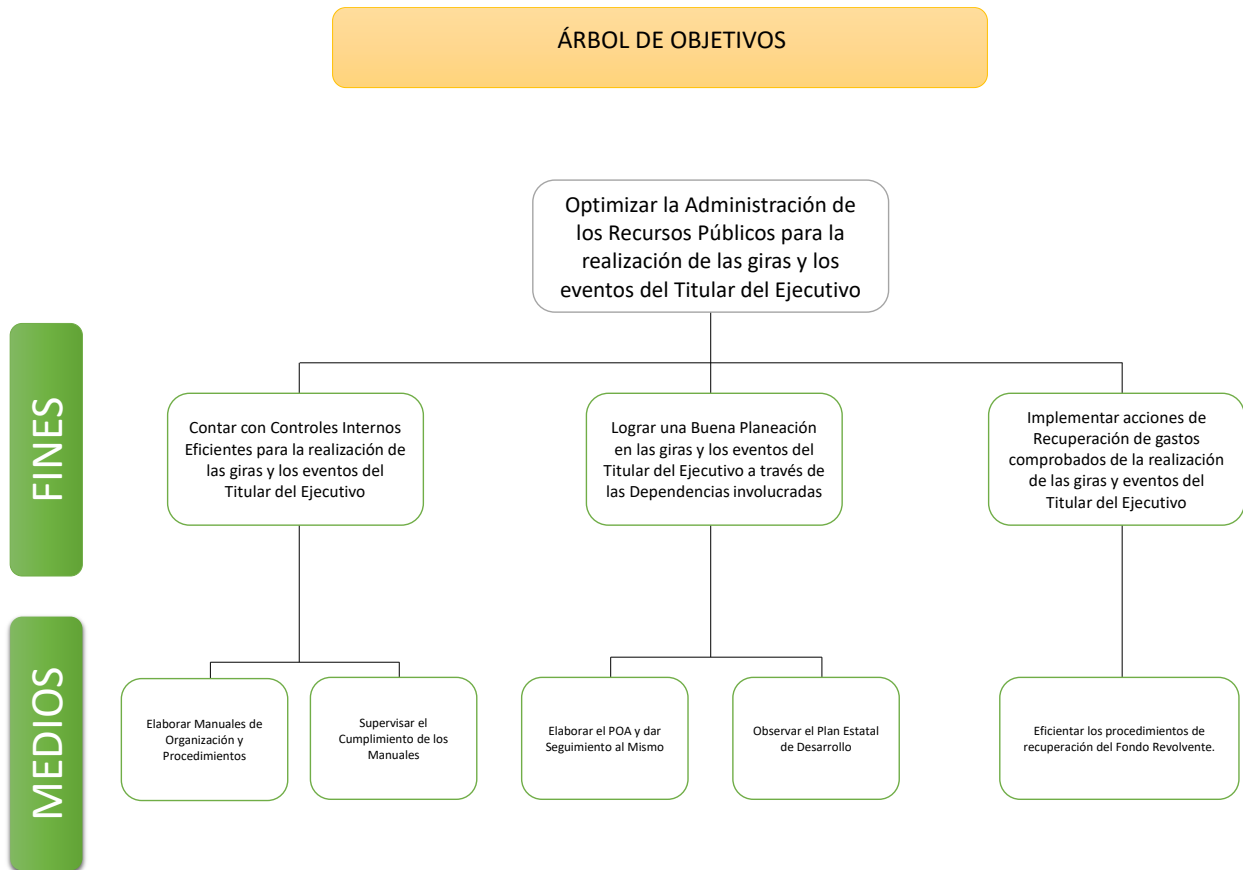 ÁRBOL DE OBJETIVOS
Optimizar la Administración de
los Recursos Públicos para la
realización de las giras y los
eventos del Titular del Ejecutivo
FINES
Contar con Controles Internos
Eficientes para la realización de
las giras y los eventos del
Titular del Ejecutivo
Lograr una Buena Planeación
en las giras y los eventos del
Titular del Ejecutivo a través de
las Dependencias involucradas
Implementar acciones de
Recuperación de gastos
comprobados de la realización
de las giras y eventos del
Titular del Ejecutivo
MEDIOS
Elaborar Manuales de
Organización y
Procedimientos
Supervisar el
Cumplimiento de los
Manuales
Elaborar el POA y dar
Seguimiento al Mismo
Observar el Plan Estatal
de Desarrollo
Eficientar los procedimientos de
recuperación del Fondo Revolvente.